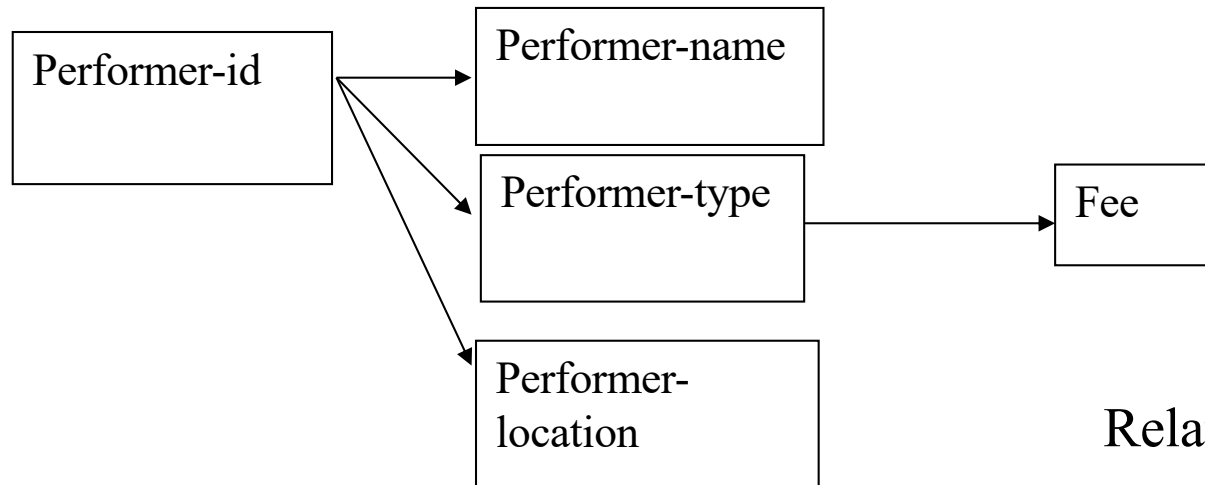 Performer-id
Performer-name
Performer-type
Fee
Performer-
location
Rela